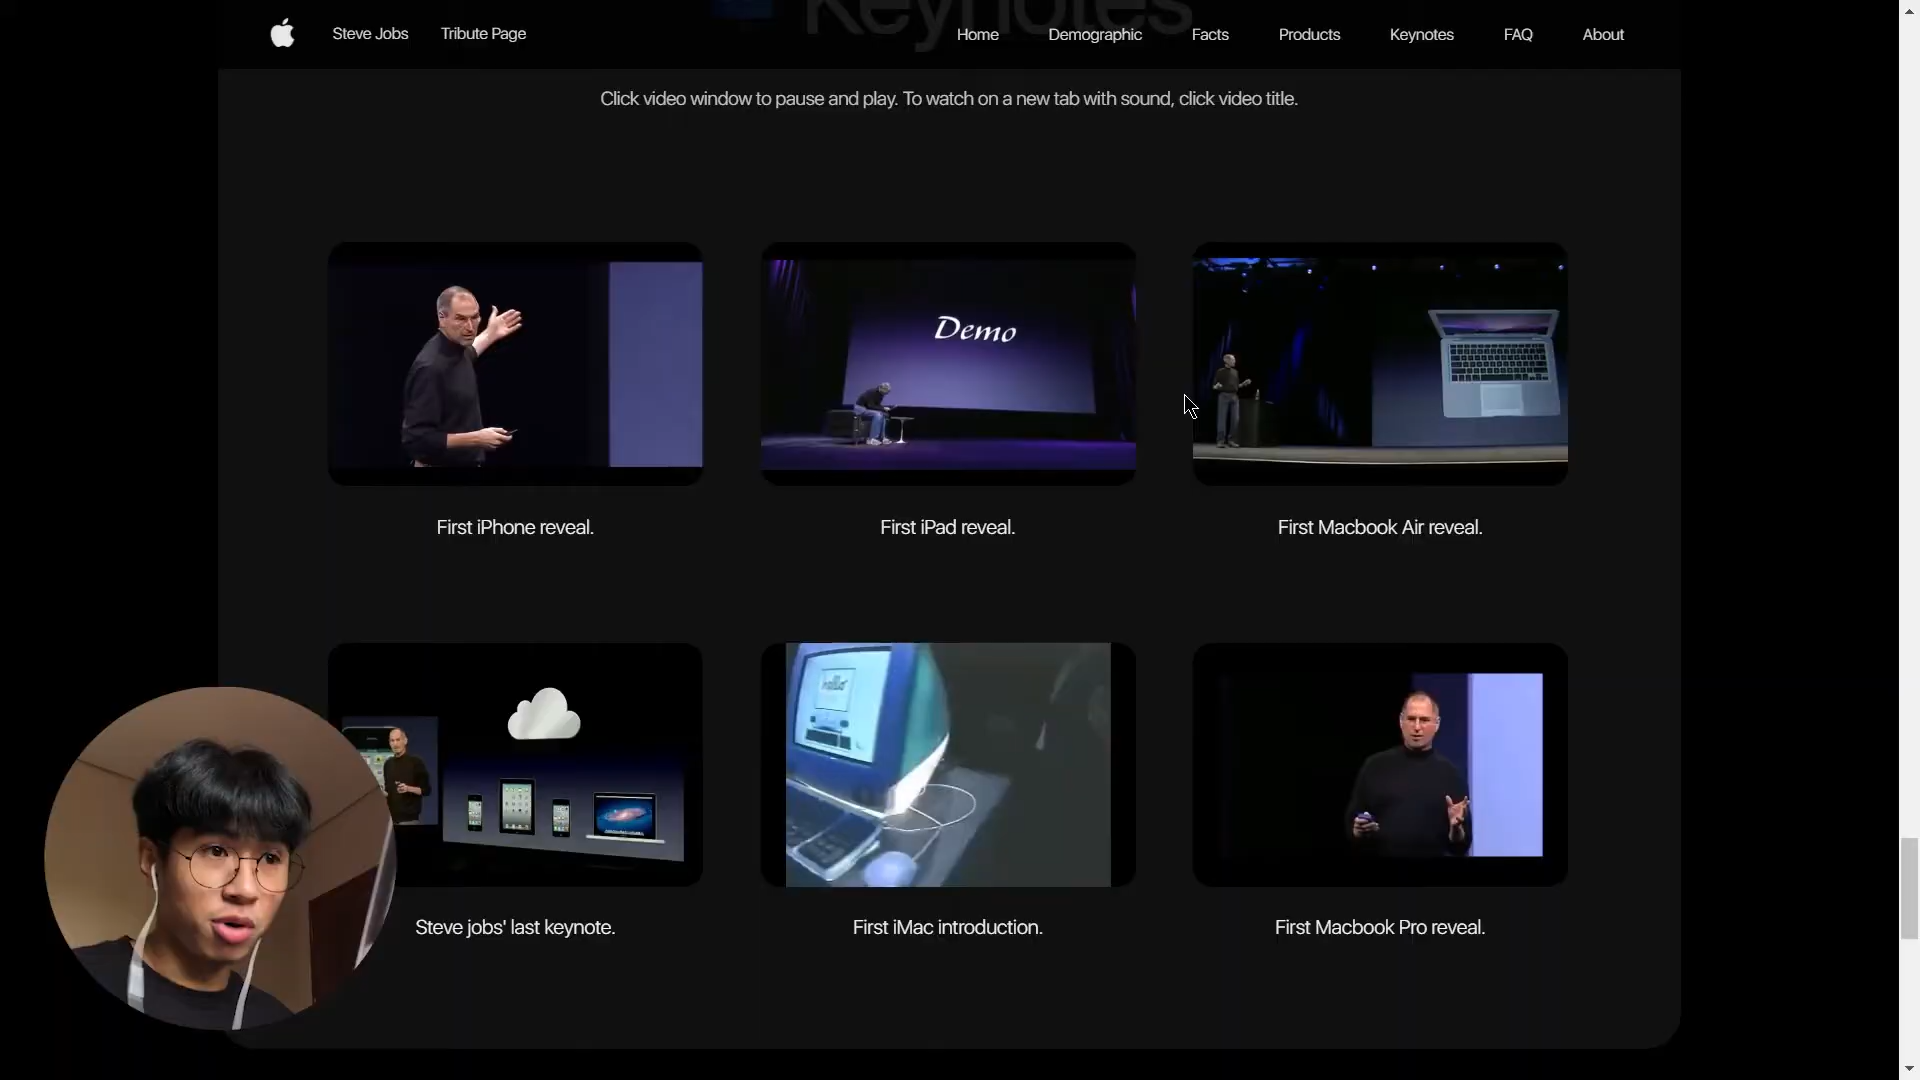 Keynotes
Steve Jobs Tribute Page Home Demographic Facts Products Keynotes FAQ About
Click video window to pause and play. To watch on a new tab with sound, click video title.
Demo
First iPhone reveal. First iPad reveal. First Macbook Air reveal.
Steve jobs' last keynote. First iMac introduction. First Macbook Pro reveal.